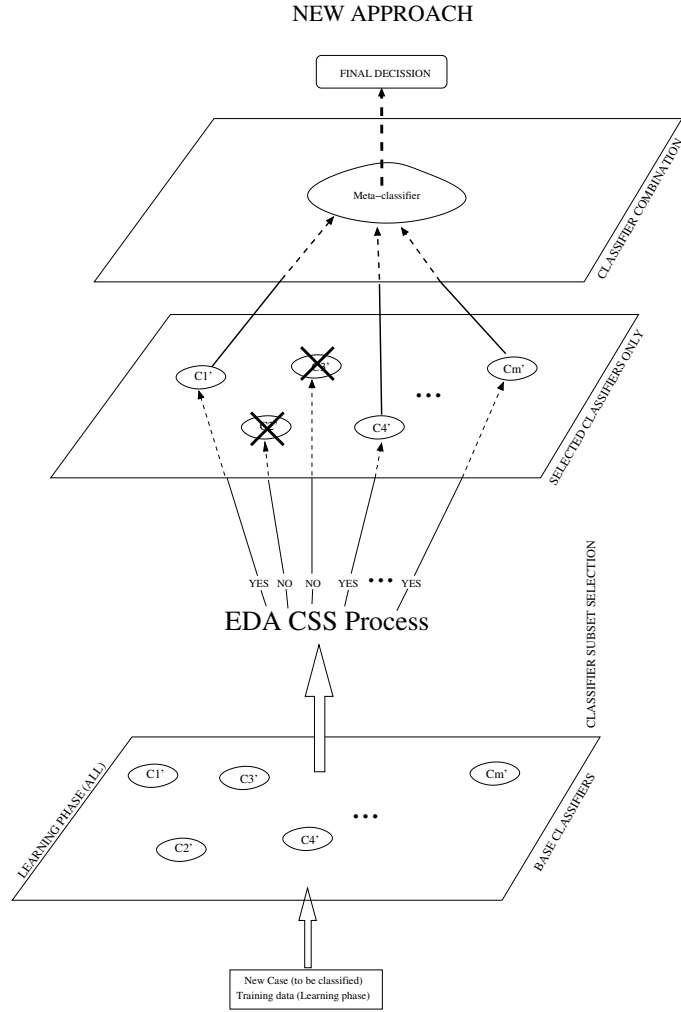 NEW APPROACH
FINAL DECISSION
Meta-classifier
CLASSIFIER COMBINATION
C1'
C3'
Cm'
C4'
SELECTED CLASSIFIERS ONLY
YES NO NO YES YES
EDA CSS Process
CLASSIFIER SUBSET SELECTION
LEARNING PHASE (ALL)
C1'
C3'
Cm'
C2'
C4'
BASE CLASSIFIERS
New Case (to be classified)
Training data (Learning phase)